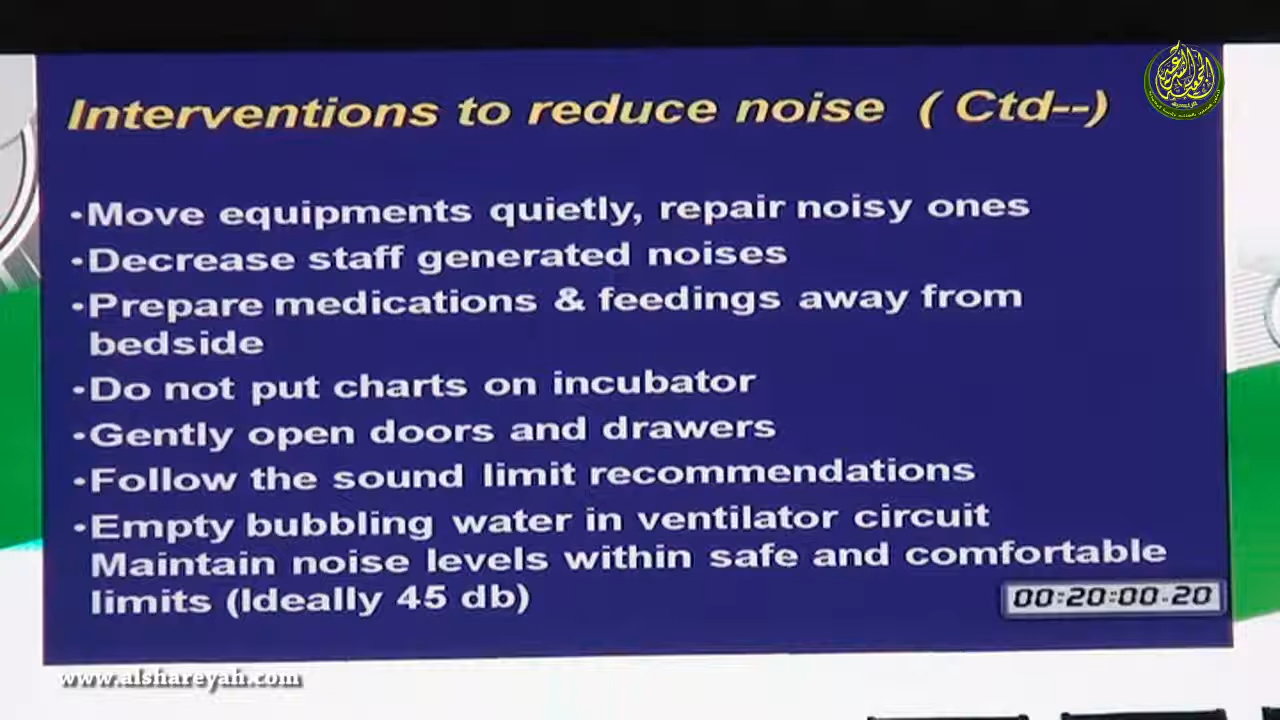 Interventions to reduce noise ( Ctd--)
•Move equipments quietly, repair noisy ones
•Decrease staff generated noises
•Prepare medications & feedings away from
bedside
•Do not put charts on incubator
•Gently open doors and drawers
•Follow the sound limit recommendations
•Empty bubbling water in ventilator circuit
Maintain noise levels within safe and comfortable
limits (Ideally 45 db)
00:20:00.20
www.alshareyah.com